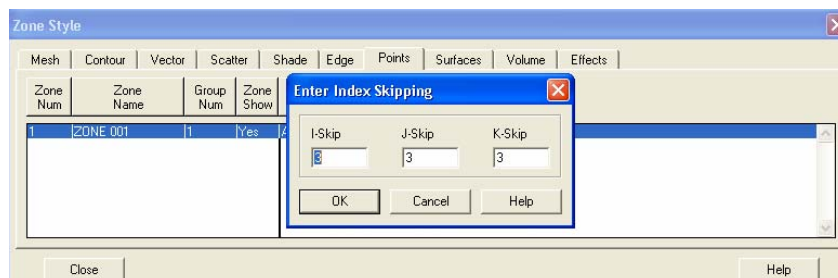 Zone Style
Mesh Contour Vector Scatter Shade Edge Points Surfaces Volume Effects
Zone Num Zone Name Group Num Zone Show
Enter Index Skipping
1 ZONE 001 1 Yes
I-Skip J-Skip K-Skip
3 3 3
OK Cancel Help
Close Help